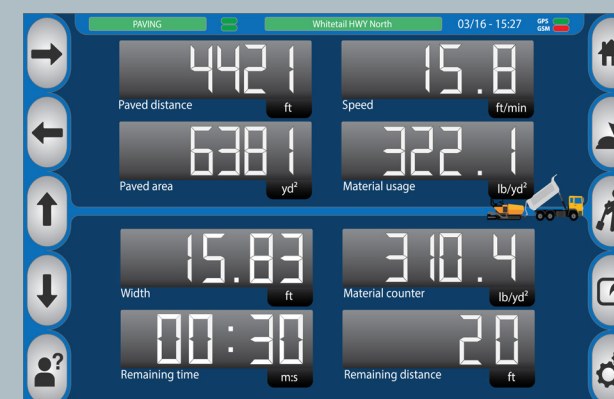 PAVING Whitetail HWY North 03/16 - 15:27 GPS
GSM
4421 15.8
Paved distance ft Speed ft/min
6381 322.1
Paved area yd² Material usage lb/yd²
15.83 310.4
Width ft Material counter lb/yd²
00:30 20
Remaining time m:s Remaining distance ft
?